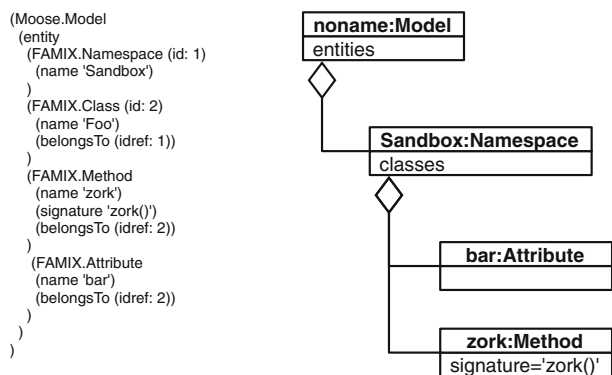 (Moose.Model
(entity
(FAMIX.Namespace (id: 1)
(name 'Sandbox')
)
(FAMIX.Class (id: 2)
(name 'Foo')
(belongsTo (idref: 1))
)
(FAMIX.Method
(name 'zork')
(signature 'zork()')
(belongsTo (idref: 2))
)
(FAMIX.Attribute
(name 'bar')
(belongsTo (idref: 2))
)
)
)
noname:Model
entities
Sandbox:Namespace
classes
bar:Attribute
zork:Method
signature='zork()'